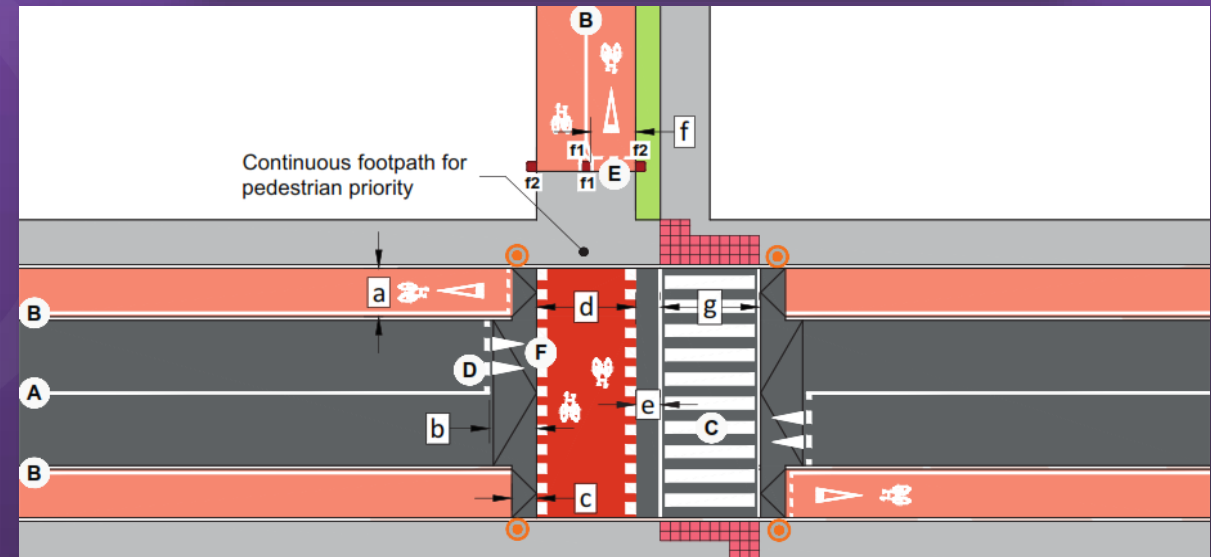 B
f
f1
f2
E
f2
f1
Continuous footpath for
pedestrian priority
a
d
g
B
F
D
A
e
b
C
B
c